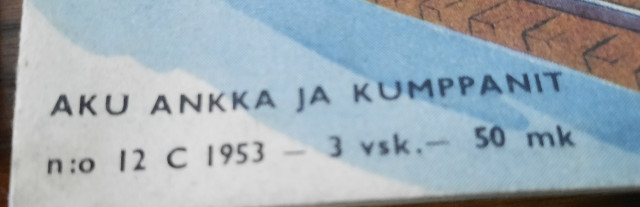 AKU ANKKA JA KUMPPANIT
n:o 12 C 1953 — 3 vsk.— 50 mk